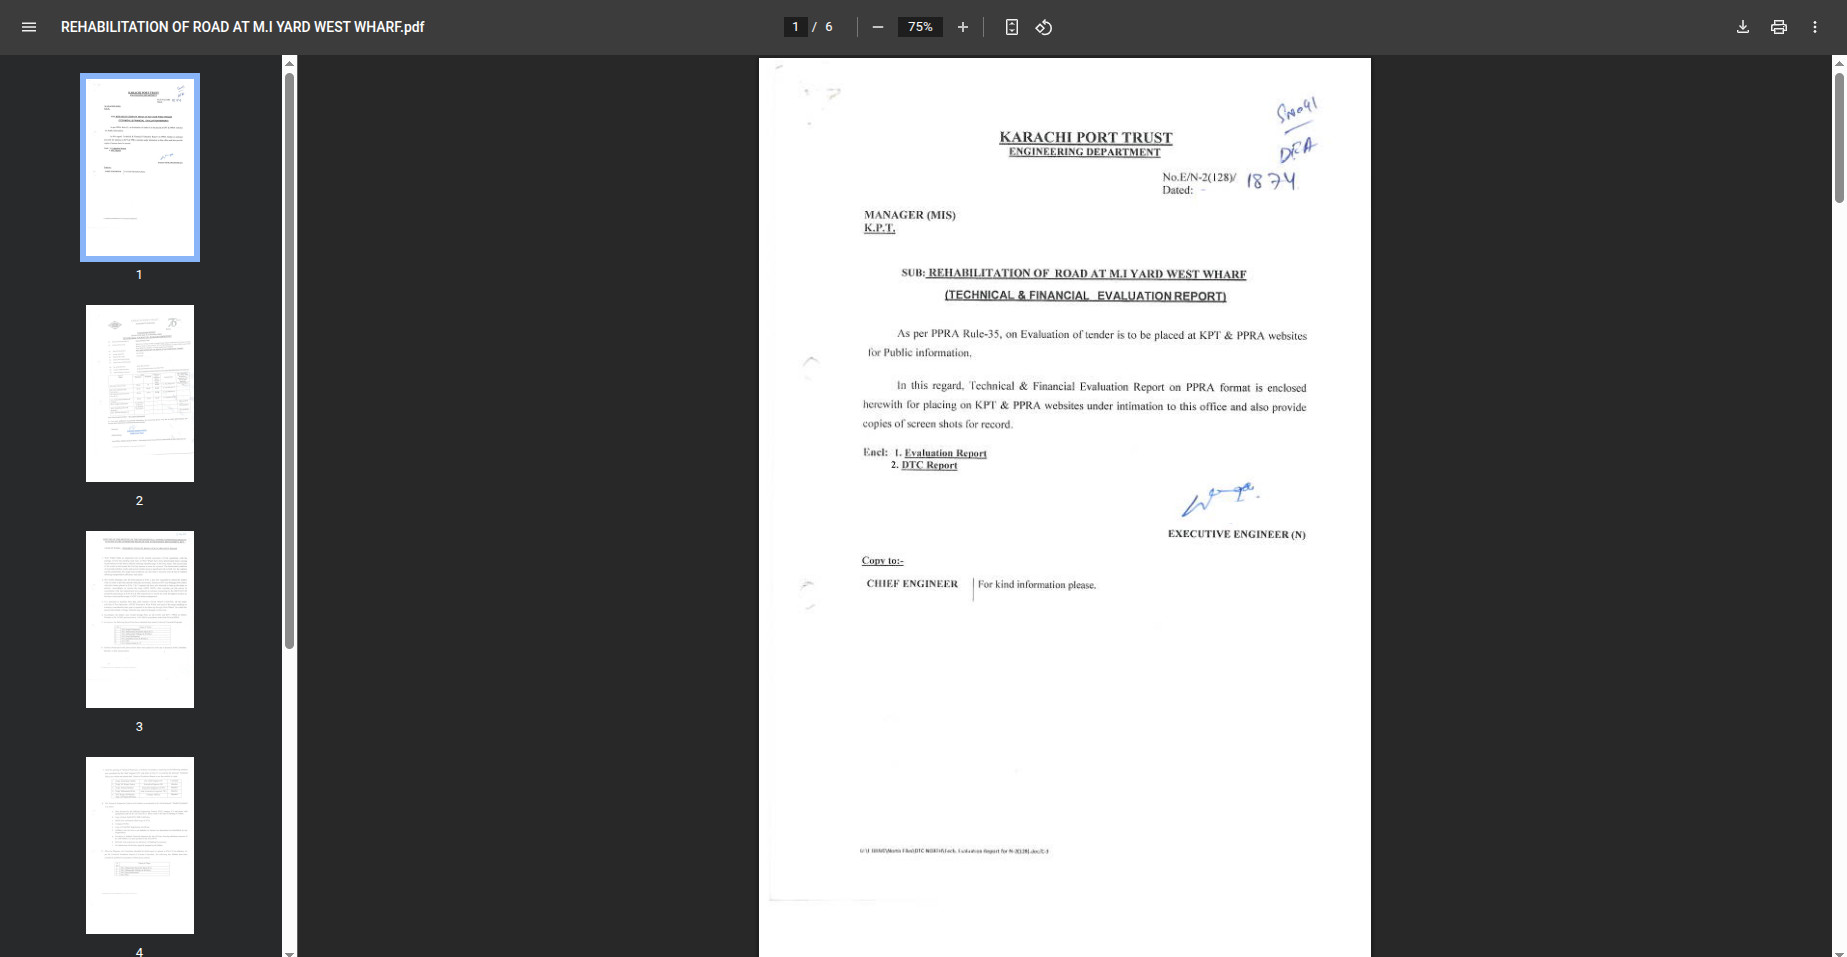 REHABILITATION OF ROAD AT M.I YARD WEST WHARF.pdf
1 / 6
75%
1
2
3
4
KARACHI PORT TRUST
ENGINEERING DEPARTMENT
DEA
No.E/N-2(128)/ 1874
Dated: -
MANAGER (MIS)
K.P.T.
SUB: REHABILITATION OF ROAD AT M.I YARD WEST WHARF
(TECHNICAL & FINANCIAL EVALUATION REPORT)
As per PPRA Rule-35, on Evaluation of tender is to be placed at KPT & PPRA websites
for Public information.
In this regard, Technical & Financial Evaluation Report on PPRA format is enclosed
herewith for placing on KPT & PPRA websites under intimation to this office and also provide
copies of screen shots for record.
Encl: 1. Evaluation Report
2. DTC Report
EXECUTIVE ENGINEER (N)
Copy to:-
CHIEF ENGINEER
For kind information please.